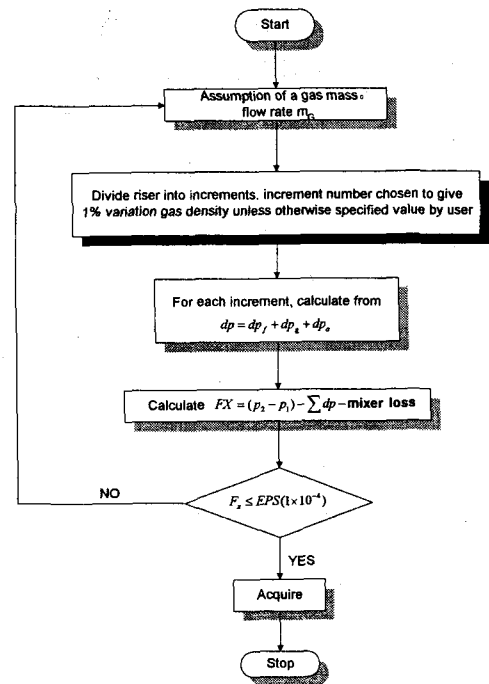 Start
Assumption of a gas mass
flow rate m_G
Divide riser into increments, increment number chosen to give
1% variation gas density unless otherwise specified value by user
For each increment, calculate from
dp = dp_f + dp_g + dp_a
Calculate FX = (p_2 − p_1) − ∑ dp − mixer loss
NO
F_x ≤ EPS(1×10^-4)
YES
Acquire
Stop